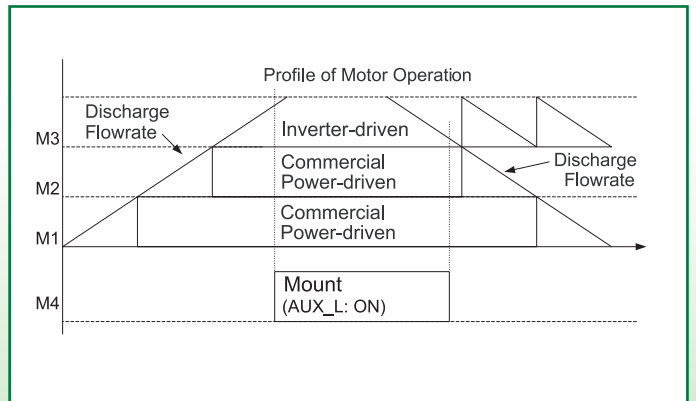 Profile of Motor Operation
Discharge
Flowrate
M3
Inverter-driven
Commercial
Power-driven
Discharge
Flowrate
M2
Commercial
Power-driven
M1
Mount
(AUX_L: ON)
M4